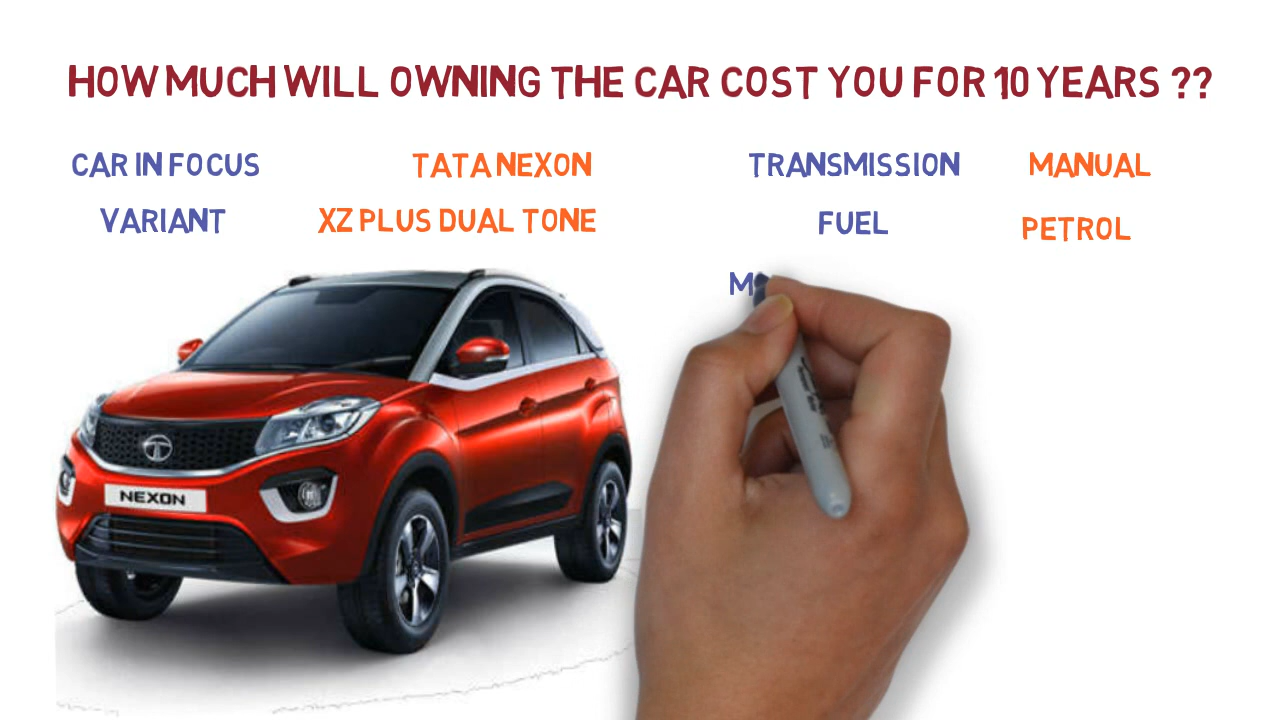 HOW MUCH WILL OWNING THE CAR COST YOU FOR 10 YEARS ??
CAR IN FOCUS TATA NEXON TRANSMISSION MANUAL
VARIANT XZ PLUS DUAL TONE FUEL PETROL
M
NEXON